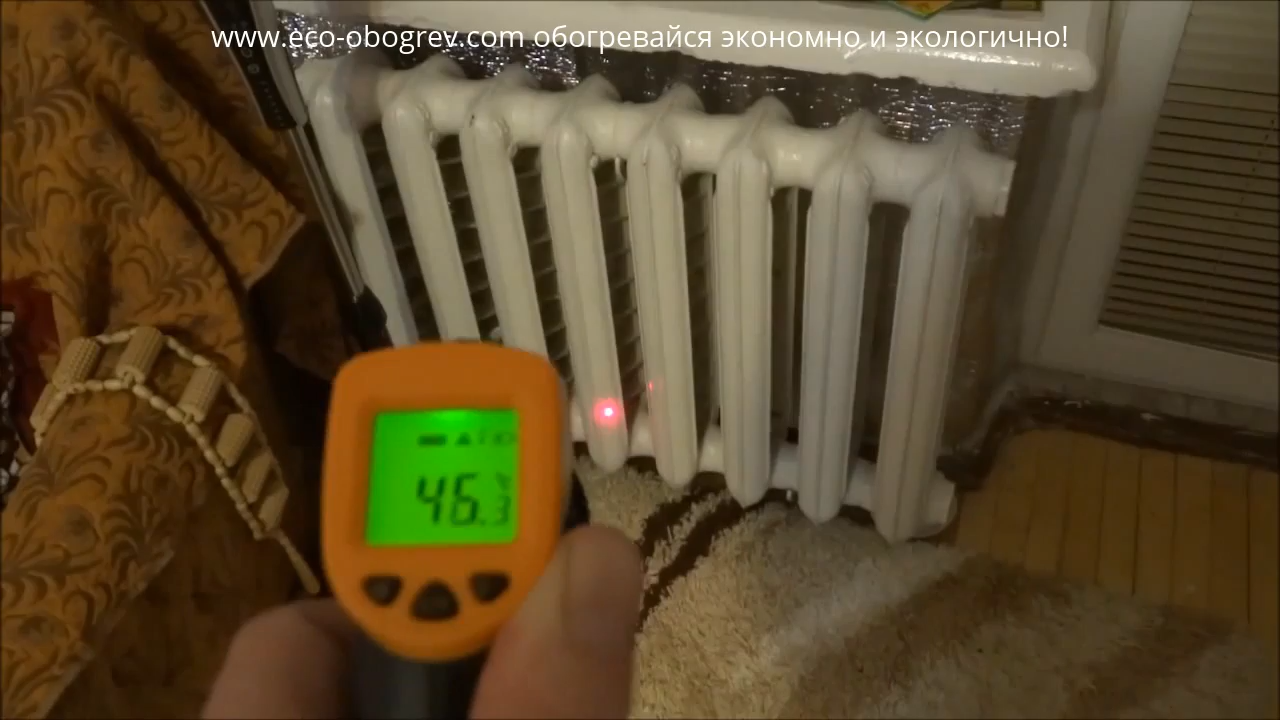 www.eco-obogrev.com обогревайся экономно и экологично!
46.3